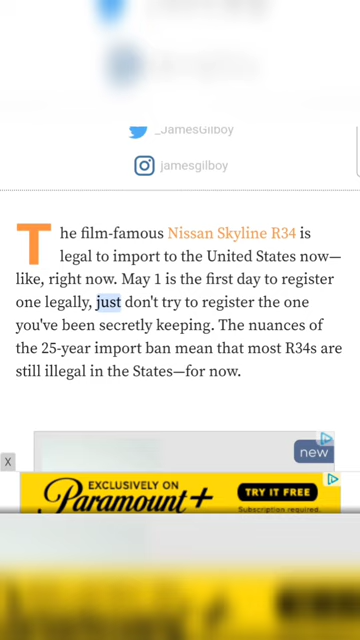 _JamesGilboy
jamesgilboy
The film-famous Nissan Skyline R34 is
legal to import to the United States now—
like, right now. May 1 is the first day to register
one legally, just don't try to register the one
you've been secretly keeping. The nuances of
the 25-year import ban mean that most R34s are
still illegal in the States—for now.
new
X
EXCLUSIVELY ON
Paramount+
TRY IT FREE
Subscription required.